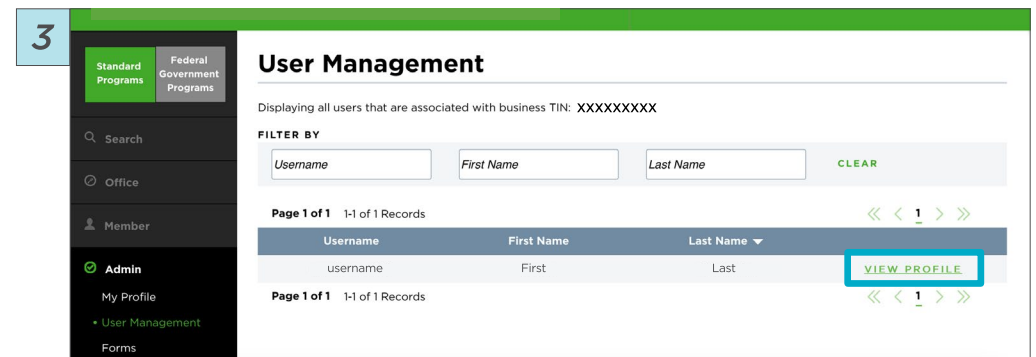 3
Standard
Programs
Federal
Government
Programs
Search
Office
Member
Admin
My Profile
• User Management
Forms
User Management
Displaying all users that are associated with business TIN: XXXXXXXXX
FILTER BY
Username First Name Last Name CLEAR
Page 1 of 1 1-1 of 1 Records 1
Username First Name Last Name
username First Last VIEW PROFILE
Page 1 of 1 1-1 of 1 Records 1